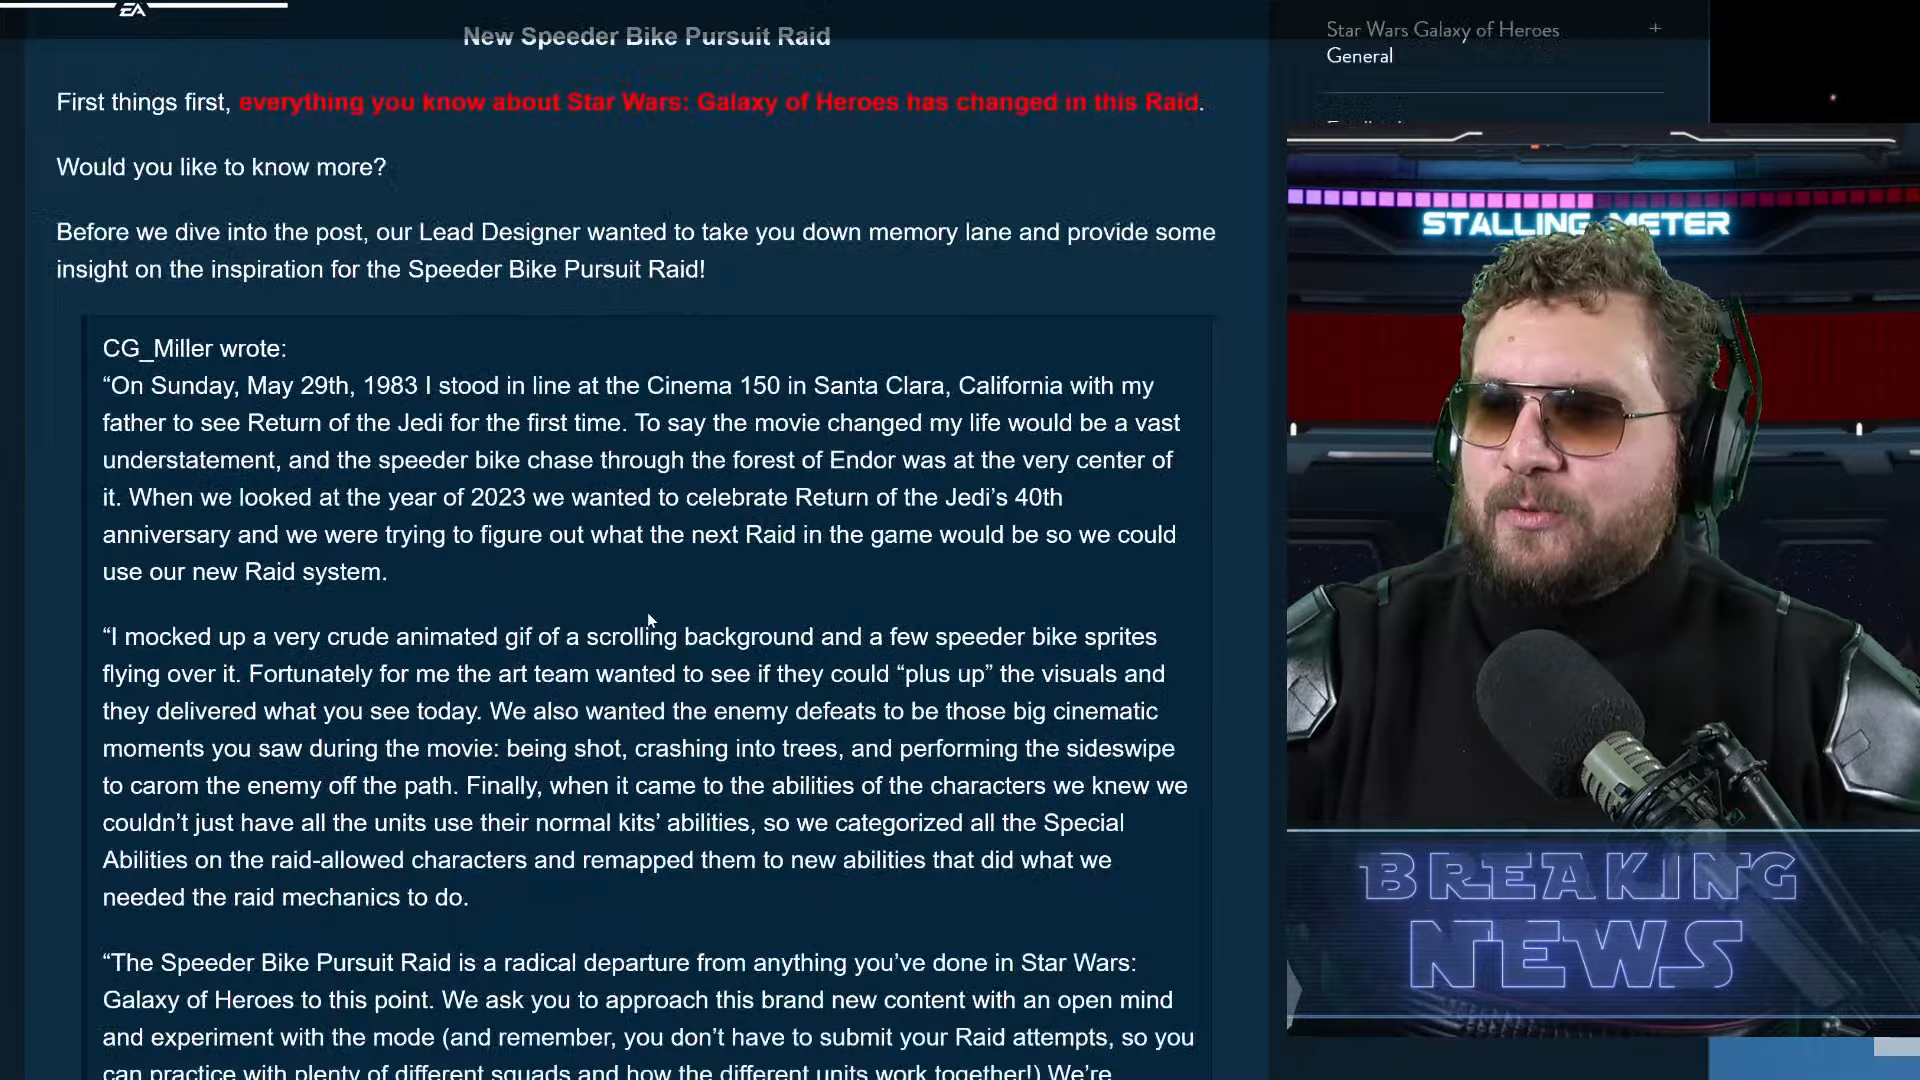 EA
New Speeder Bike Pursuit Raid
First things first, everything you know about Star Wars: Galaxy of Heroes has changed in this Raid.
Would you like to know more?
Before we dive into the post, our Lead Designer wanted to take you down memory lane and provide some
insight on the inspiration for the Speeder Bike Pursuit Raid!
CG_Miller wrote:
“On Sunday, May 29th, 1983 I stood in line at the Cinema 150 in Santa Clara, California with my
father to see Return of the Jedi for the first time. To say the movie changed my life would be a vast
understatement, and the speeder bike chase through the forest of Endor was at the very center of
it. When we looked at the year of 2023 we wanted to celebrate Return of the Jedi’s 40th
anniversary and we were trying to figure out what the next Raid in the game would be so we could
use our new Raid system.
“I mocked up a very crude animated gif of a scrolling background and a few speeder bike sprites
flying over it. Fortunately for me the art team wanted to see if they could “plus up” the visuals and
they delivered what you see today. We also wanted the enemy defeats to be those big cinematic
moments you saw during the movie: being shot, crashing into trees, and performing the sideswipe
to carom the enemy off the path. Finally, when it came to the abilities of the characters we knew we
couldn’t just have all the units use their normal kits’ abilities, so we categorized all the Special
Abilities on the raid-allowed characters and remapped them to new abilities that did what we
needed the raid mechanics to do.
“The Speeder Bike Pursuit Raid is a radical departure from anything you’ve done in Star Wars:
Galaxy of Heroes to this point. We ask you to approach this brand new content with an open mind
and experiment with the mode (and remember, you don’t have to submit your Raid attempts, so you
can practice with plenty of different squads and how the different units work together!) We’re
Star Wars Galaxy of Heroes +
General
STALLING METER
BREAKING
NEWS